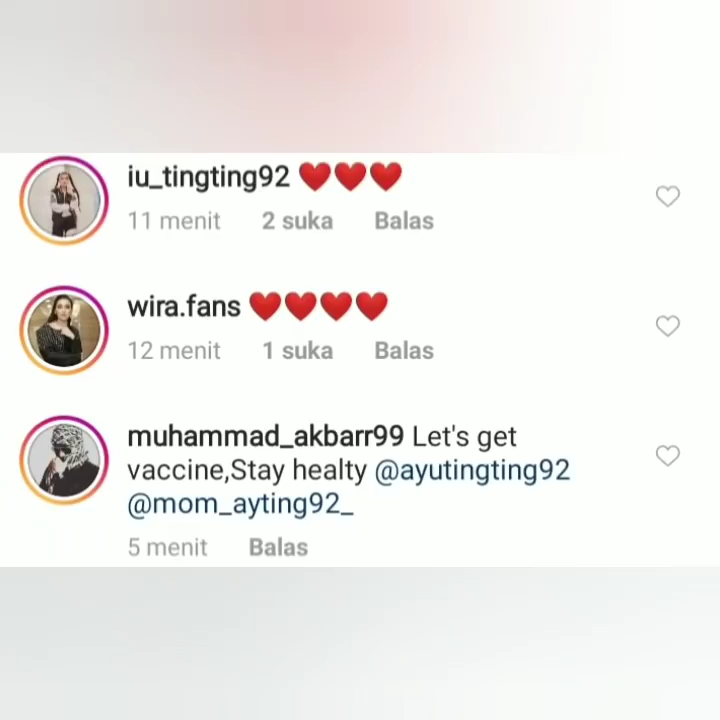 iu_tingting92 ❤️❤️❤️
11 menit 2 suka Balas
wira.fans ❤️❤️❤️❤️
12 menit 1 suka Balas
muhammad_akbarr99 Let's get
vaccine,Stay healty @ayutingting92
@mom_ayting92_
5 menit Balas